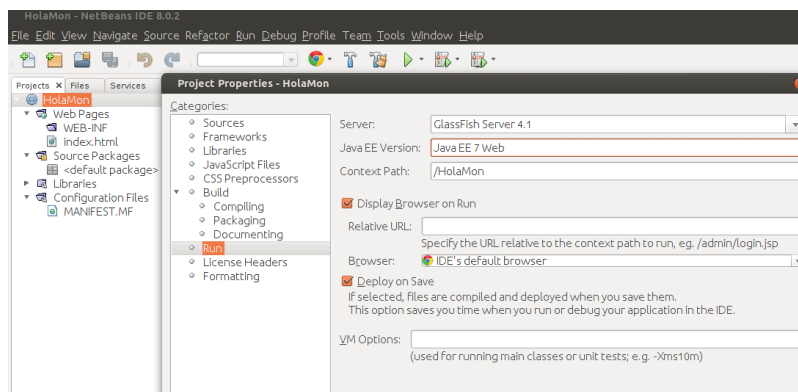 HolaMon - NetBeans IDE 8.0.2
File Edit View Navigate Source Refactor Run Debug Profile Team Tools Window Help
Projects X Files Services
HolaMon
Web Pages
WEB-INF
index.html
Source Packages
<default package>
Libraries
Configuration Files
MANIFEST.MF
Project Properties - HolaMon
Categories:
Sources
Frameworks
Libraries
JavaScript Files
CSS Preprocessors
Build
Compiling
Packaging
Documenting
Run
License Headers
Formatting
Server: GlassFish Server 4.1
Java EE Version: Java EE 7 Web
Context Path: /HolaMon
Display Browser on Run
Relative URL:
Specify the URL relative to the context path to run, eg. /admin/login.jsp
Browser: IDE's default browser
Deploy on Save
If selected, files are compiled and deployed when you save them.
This option saves you time when you run or debug your application in the IDE.
VM Options:
(used for running main classes or unit tests; e.g. -Xms10m)